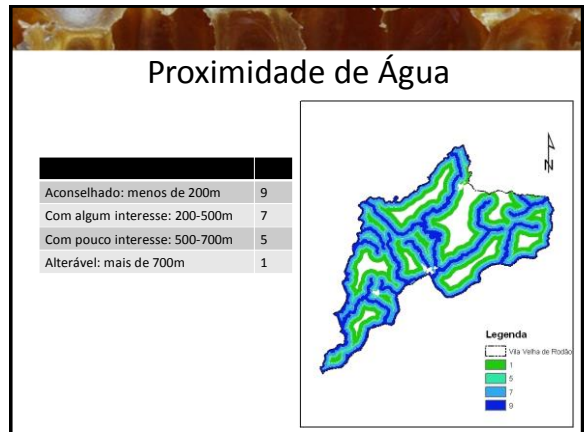 Proximidade de Água
Aconselhado: menos de 200m 9
Com algum interesse: 200-500m 7
Com pouco interesse: 500-700m 5
Alterável: mais de 700m 1
N
Legenda
Vila Velha de Ródão
1
5
7
9